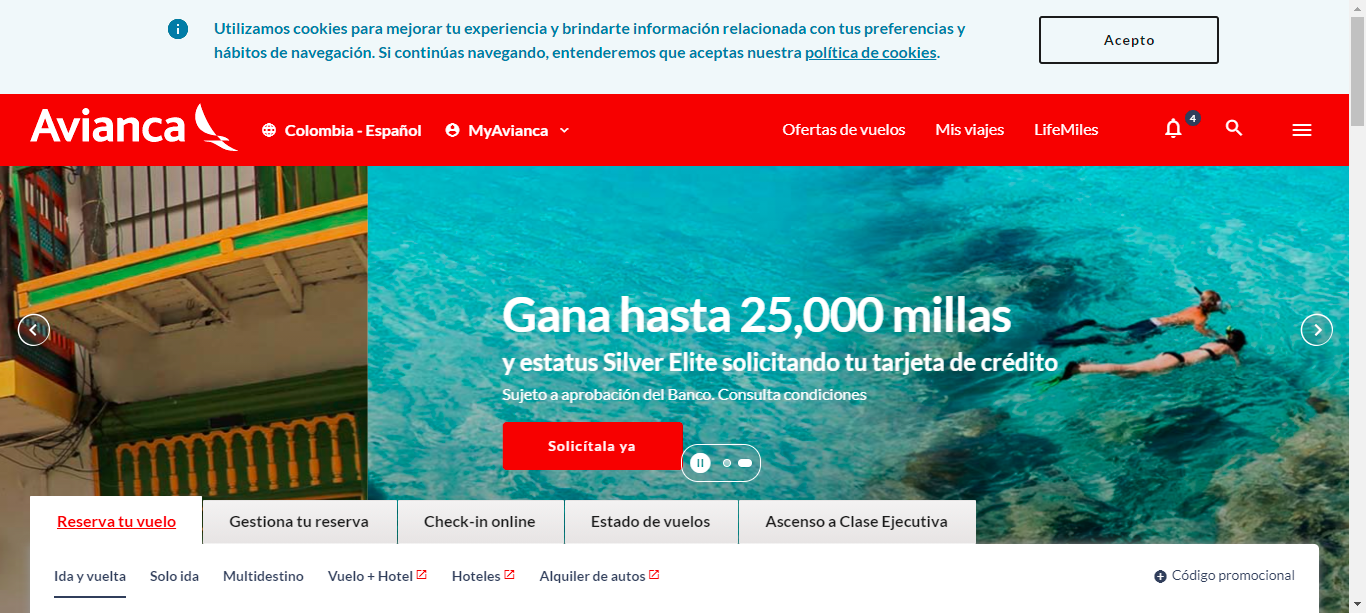 Utilizamos cookies para mejorar tu experiencia y brindarte información relacionada con tus preferencias y
hábitos de navegación. Si continúas navegando, entenderemos que aceptas nuestra política de cookies.
Acepto
Avianca
Colombia - Español
MyAvianca
Ofertas de vuelos
Mis viajes
LifeMiles
4
Gana hasta 25,000 millas
y estatus Silver Elite solicitando tu tarjeta de crédito
Sujeto a aprobación del Banco. Consulta condiciones
Solicítala ya
Reserva tu vuelo
Gestiona tu reserva
Check-in online
Estado de vuelos
Ascenso a Clase Ejecutiva
Ida y vuelta
Solo ida
Multidestino
Vuelo + Hotel
Hoteles
Alquiler de autos
Código promocional